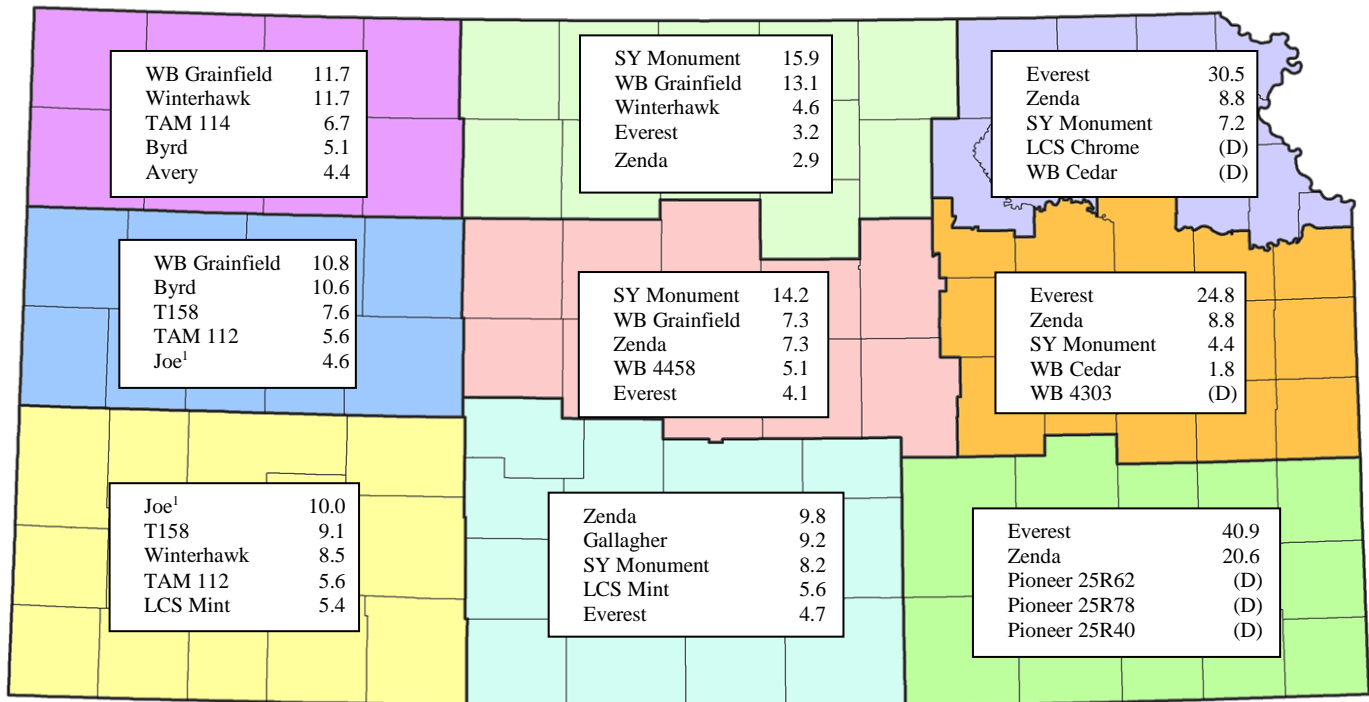 WB Grainfield 11.7
Winterhawk 11.7
TAM 114 6.7
Byrd 5.1
Avery 4.4
SY Monument 15.9
WB Grainfield 13.1
Winterhawk 4.6
Everest 3.2
Zenda 2.9
Everest 30.5
Zenda 8.8
SY Monument 7.2
LCS Chrome (D)
WB Cedar (D)
WB Grainfield 10.8
Byrd 10.6
T158 7.6
TAM 112 5.6
Joe¹ 4.6
SY Monument 14.2
WB Grainfield 7.3
Zenda 7.3
WB 4458 5.1
Everest 4.1
Everest 24.8
Zenda 8.8
SY Monument 4.4
WB Cedar 1.8
WB 4303 (D)
Joe¹ 10.0
T158 9.1
Winterhawk 8.5
TAM 112 5.6
LCS Mint 5.4
Zenda 9.8
Gallagher 9.2
SY Monument 8.2
LCS Mint 5.6
Everest 4.7
Everest 40.9
Zenda 20.6
Pioneer 25R62 (D)
Pioneer 25R78 (D)
Pioneer 25R40 (D)